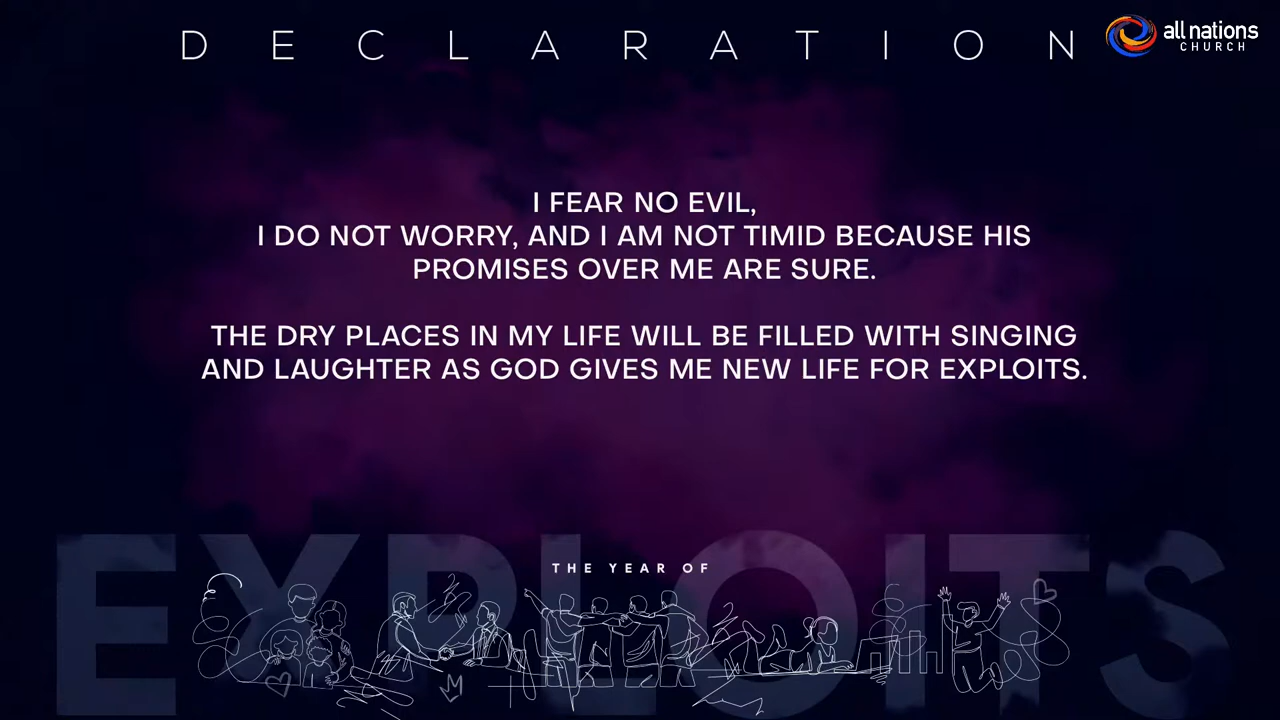 DECLARATION
all nations
CHURCH
I FEAR NO EVIL,
I DO NOT WORRY, AND I AM NOT TIMID BECAUSE HIS
PROMISES OVER ME ARE SURE.
THE DRY PLACES IN MY LIFE WILL BE FILLED WITH SINGING
AND LAUGHTER AS GOD GIVES ME NEW LIFE FOR EXPLOITS.
THE YEAR OF
EXPLOITS